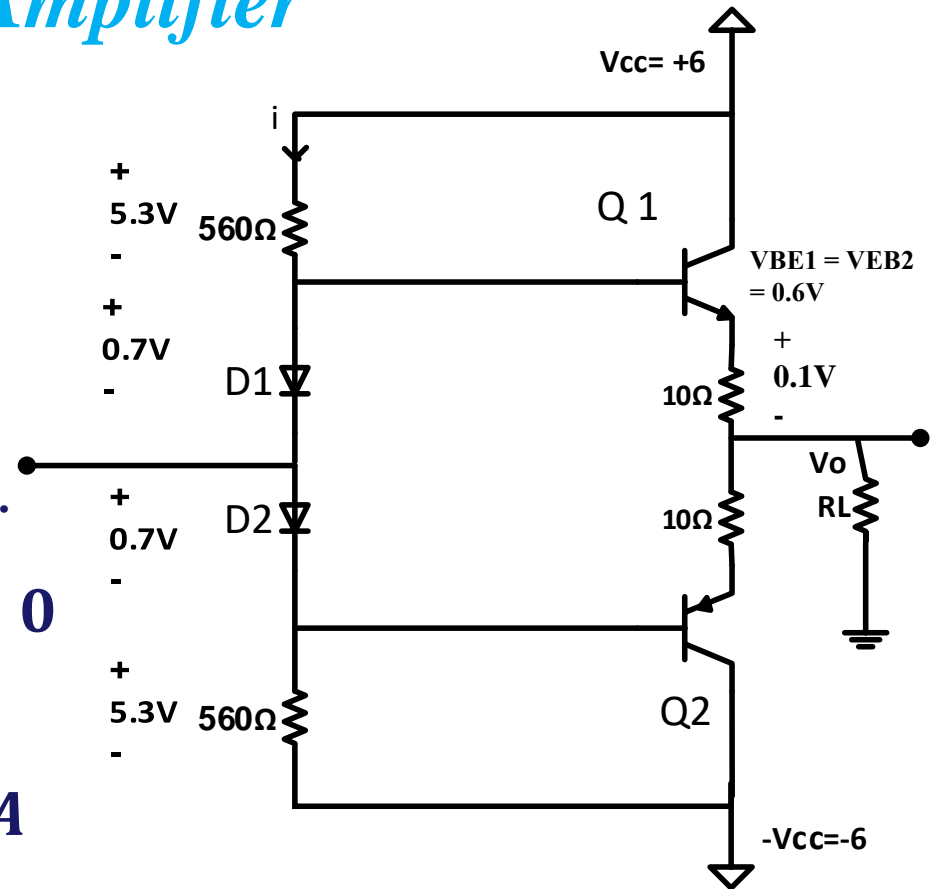 Amplifier
Vcc= +6
i
+
5.3V
-
560Ω
Q 1
VBE1 = VEB2
= 0.6V
+
0.7V
-
D1
+
0.1V
-
10Ω
Vo
RL
.
+
0.7V
-
D2
10Ω
0
+
5.3V
-
560Ω
Q2
A
-Vcc=-6